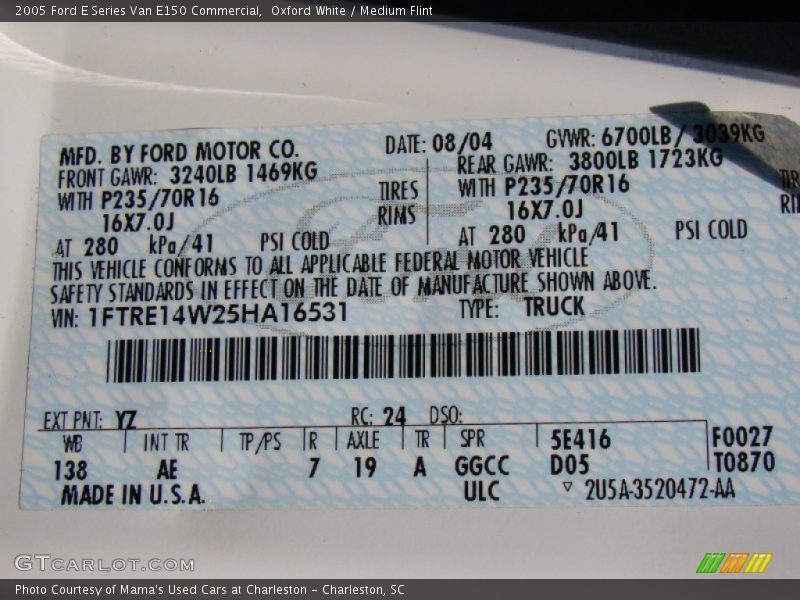 2005 Ford E Series Van E150 Commercial,  Oxford White / Medium Flint
MFD. BY FORD MOTOR CO.
DATE: 08/04
GVWR: 6700LB/ 3039KG
FRONT GAWR: 3240LB 1469KG
REAR GAWR: 3800LB 1723KG
WITH P235/70R16
TIRES
WITH P235/70R16
TIR
16X7.0J
RIMS
16X7.0J
RI
AT 280 kPa/41 PSI COLD
AT 280 kPa/41 PSI COLD
THIS VEHICLE CONFORMS TO ALL APPLICABLE FEDERAL MOTOR VEHICLE
SAFETY STANDARDS IN EFFECT ON THE DATE OF MANUFACTURE SHOWN ABOVE.
VIN: 1FTRE14W25HA16531
TYPE: TRUCK
EXT PNT: YZ
RC: 24 DSO:
WB INT TR TP/PS R AXLE TR SPR 5E416 F0027
138 AE 7 19 A GGCC D05 T0870
MADE IN U.S.A.
ULC
▽ 2U5A-3520472-AA
GTCARLOT.COM
Photo Courtesy of Mama's Used Cars at Charleston - Charleston, SC